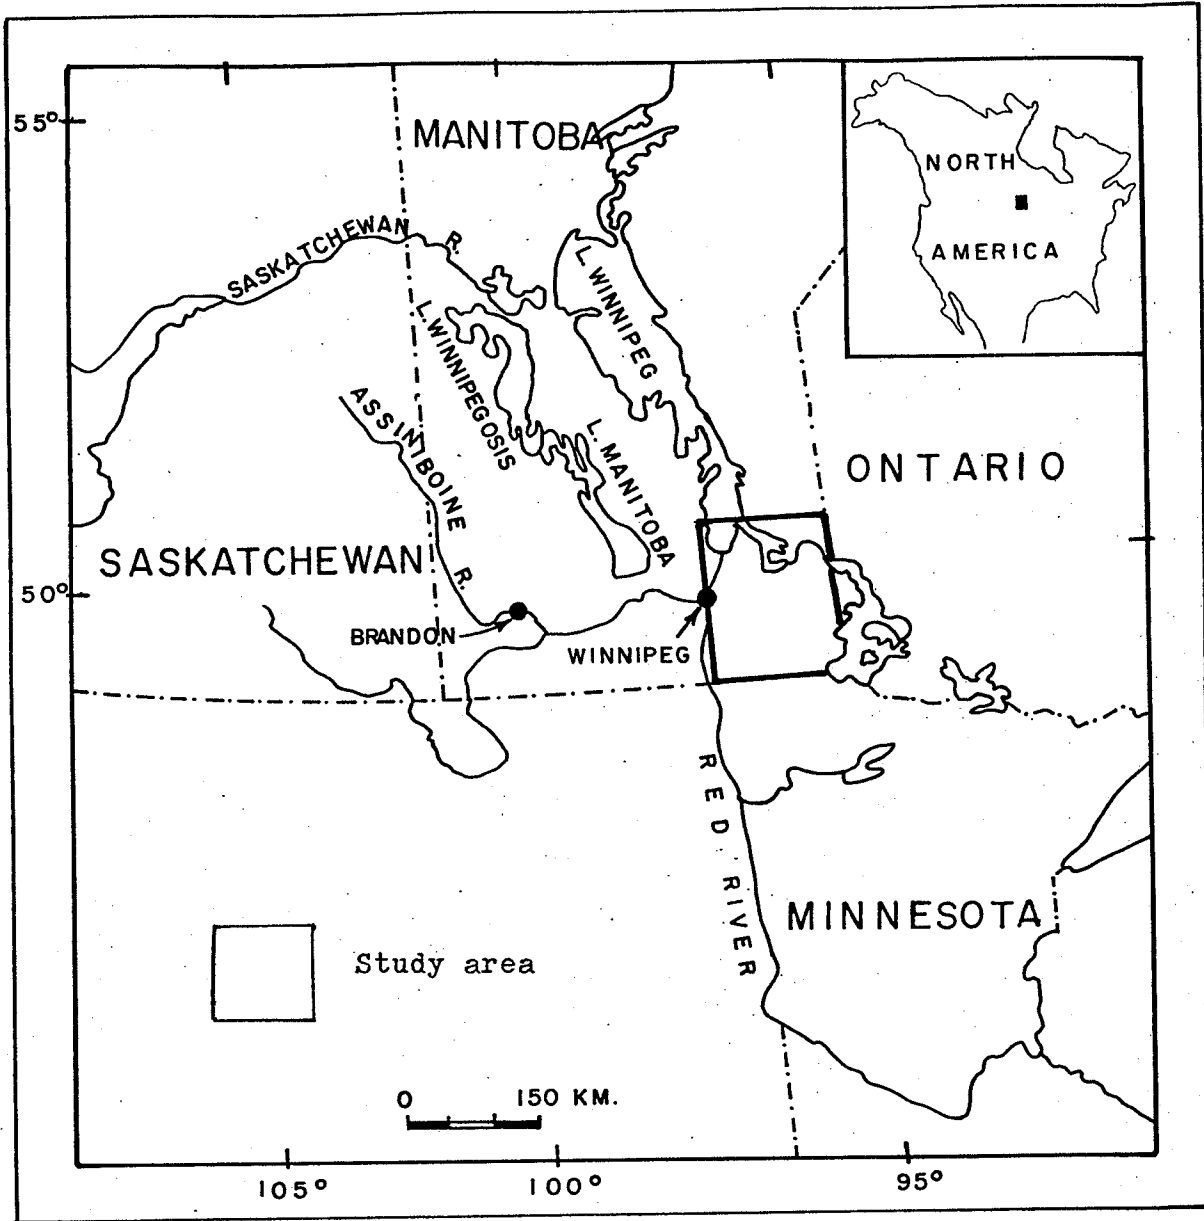 55°
MANITOBA
NORTH
AMERICA
SASKATCHEWAN R.
L. WINNIPEG
L. WINNIPEGOSIS
ASSINIBOINE R.
L. MANITOBA
ONTARIO
SASKATCHEWAN
50°
BRANDON
WINNIPEG
RED RIVER
MINNESOTA
Study area
0 150 KM.
105° 100° 95°